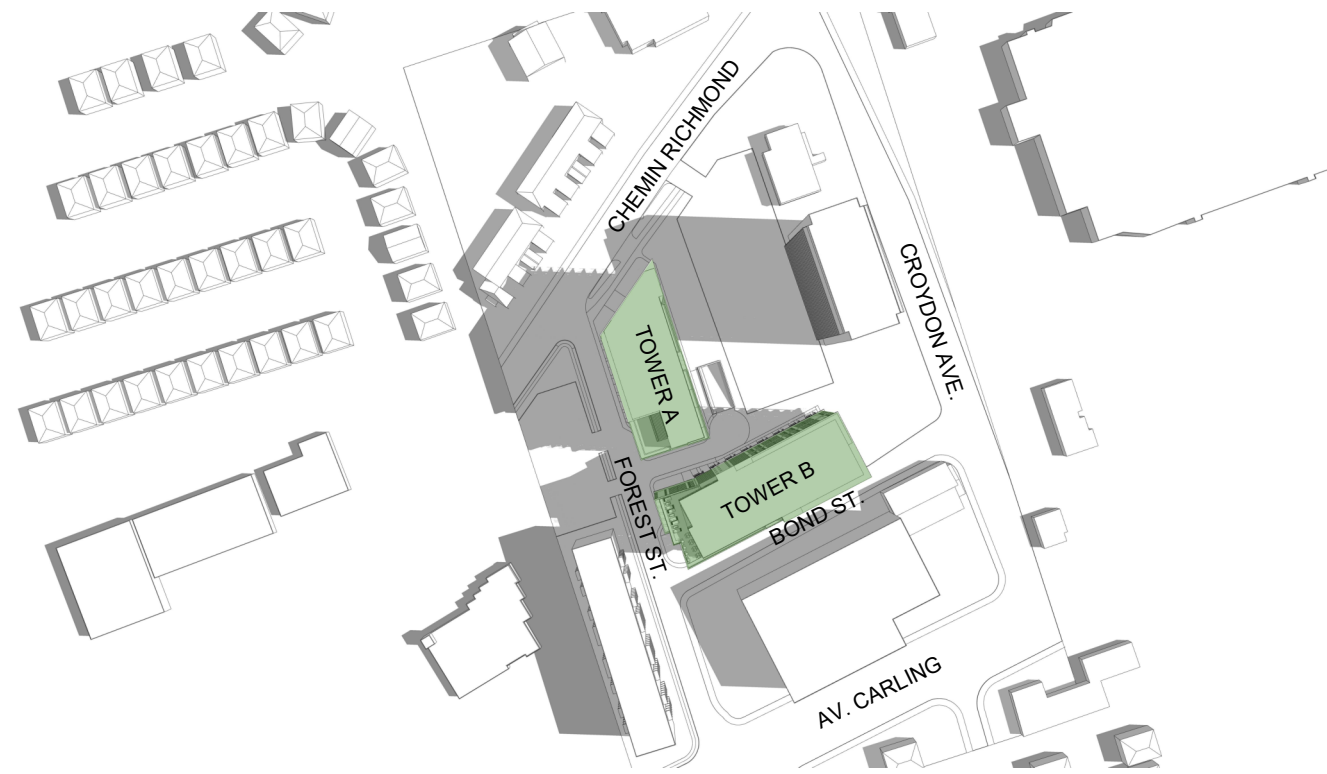 CHEMIN RICHMOND
CROYDON AVE.
TOWER A
TOWER B
FOREST ST.
BOND ST.
AV. CARLING